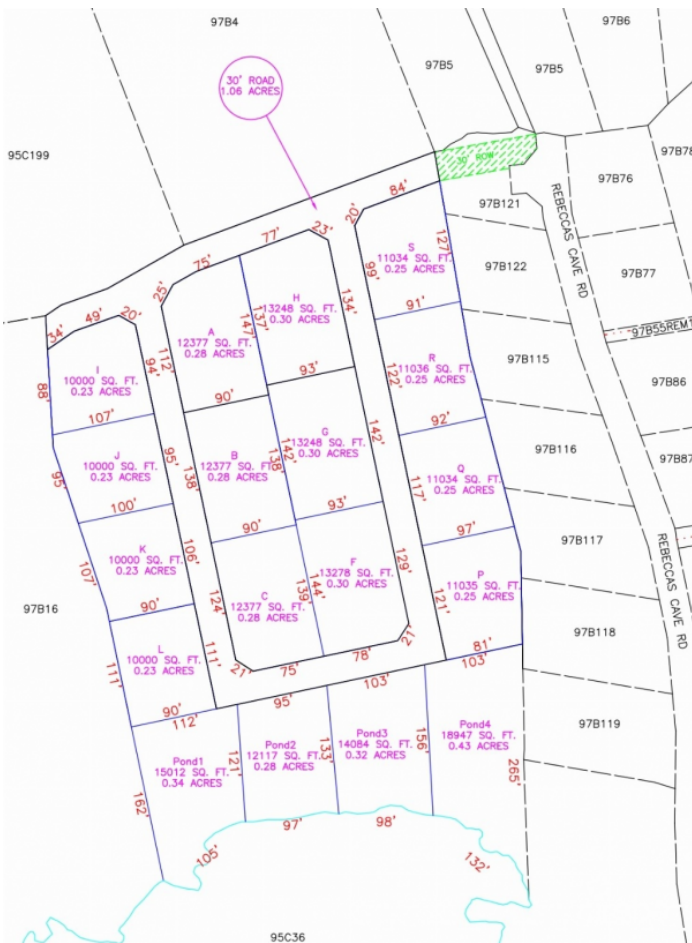 97B4
97B6
97B5
97B5
30' ROAD
1.06 ACRES
95C199
30' ROW
97B78
97B76
REBECCAS CAVE RD
97B121
84'
20'
23'
77'
127'
S
11034 SQ. FT.
0.25 ACRES
99'
97B122
97B77
75'
25'
137'
147'
H
13248 SQ. FT.
0.30 ACRES
134'
91'
97B55REMT
34'
49'
20'
A
12377 SQ. FT.
0.28 ACRES
112'
94'
I
10000 SQ. FT.
0.23 ACRES
88'
R
11036 SQ. FT.
0.25 ACRES
122'
97B115
97B86
93'
90'
107'
92'
G
13248 SQ. FT.
0.30 ACRES
142'
142'
138'
97B116
97B87
J
10000 SQ. FT.
0.23 ACRES
95'
95'
B
12377 SQ. FT.
0.28 ACRES
138'
Q
11034 SQ. FT.
0.25 ACRES
117'
100'
93'
90'
97'
97B117
REBECCAS CAVE RD
K
10000 SQ. FT.
0.23 ACRES
107'
106'
F
13278 SQ. FT.
0.30 ACRES
129'
144'
139'
P
11035 SQ. FT.
0.25 ACRES
121'
C
12377 SQ. FT.
0.28 ACRES
124'
97B16
90'
L
10000 SQ. FT.
0.23 ACRES
111'
111'
21'
97B118
81'
78'
75'
21'
103'
103'
95'
90'
112'
Pond1
15012 SQ. FT.
0.34 ACRES
121'
Pond2
12117 SQ. FT.
0.28 ACRES
133'
Pond3
14084 SQ. FT.
0.32 ACRES
156'
Pond4
18947 SQ. FT.
0.43 ACRES
265'
97B119
162'
97'
98'
105'
132'
95C36